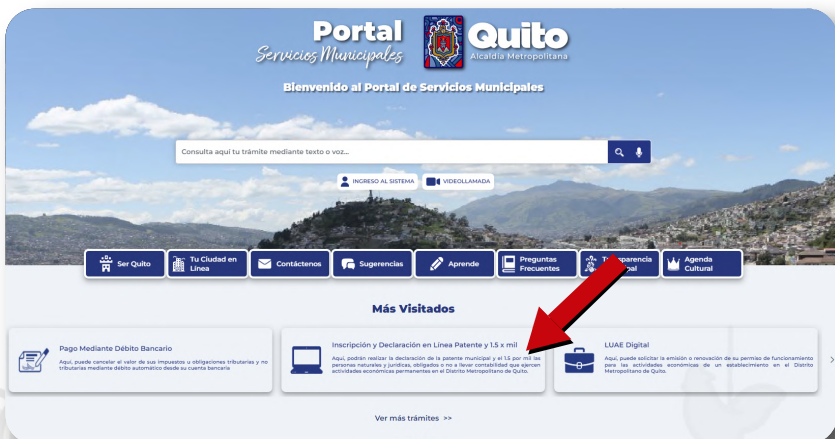 Portal
Servicios Municipales
Quito
Alcaldía Metropolitana
Bienvenido al Portal de Servicios Municipales
Consulta aquí tu trámite mediante texto o voz...
INGRESO AL SISTEMA
VIDEOLLAMADA
Ser Quito
Tu Ciudad en
Línea
Contáctenos
Sugerencias
Aprende
Preguntas
Frecuentes
Agenda
Cultural
Más Visitados
Pago Mediante Débito Bancario
Aquí, puede cancelar el valor de sus impuestos u obligaciones tributarias y no
tributarias mediante débito automático desde su cuenta bancaria
Inscripción y Declaración en Línea Patente y 1.5 x mil
Aquí, podrán realizar la declaración de la patente municipal y el 1.5 por mil las
personas naturales y jurídicas, obligados o no a llevar contabilidad que ejercen
actividades económicas permanentes en el Distrito Metropolitano de Quito.
LUAE Digital
Aquí, puede solicitar la emisión o renovación de su permiso de funcionamiento
para las actividades económicas de un establecimiento en el Distrito
Metropolitano de Quito.
Ver más trámites >>